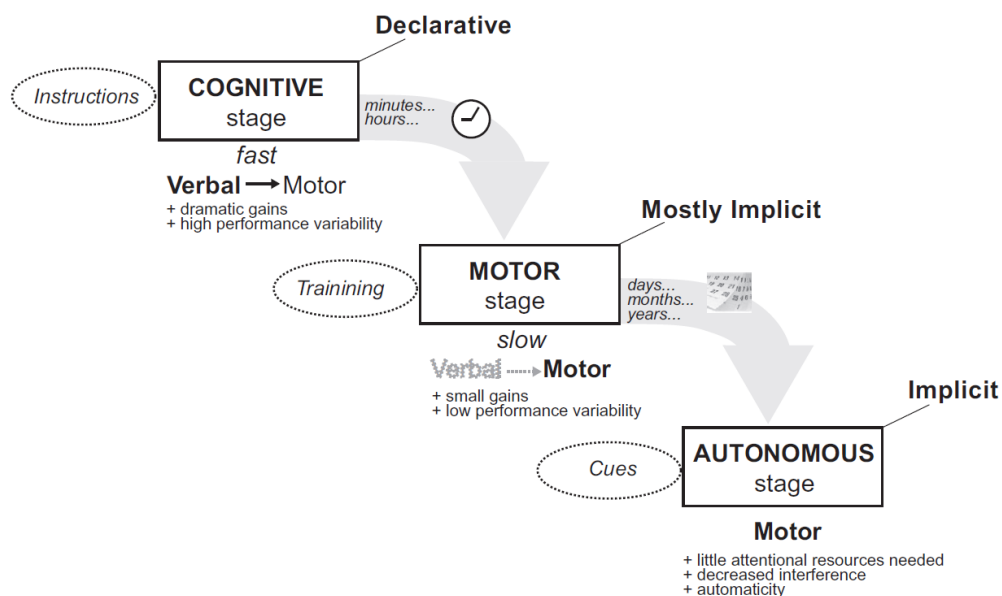 Declarative
Instructions
COGNITIVE
stage
minutes...
hours...
fast
Verbal → Motor
+ dramatic gains
+ high performance variability
Mostly Implicit
Trainining
MOTOR
stage
days...
months...
years...
slow
Verbal → Motor
+ small gains
+ low performance variability
Implicit
Cues
AUTONOMOUS
stage
Motor
+ little attentional resources needed
+ decreased interference
+ automaticity